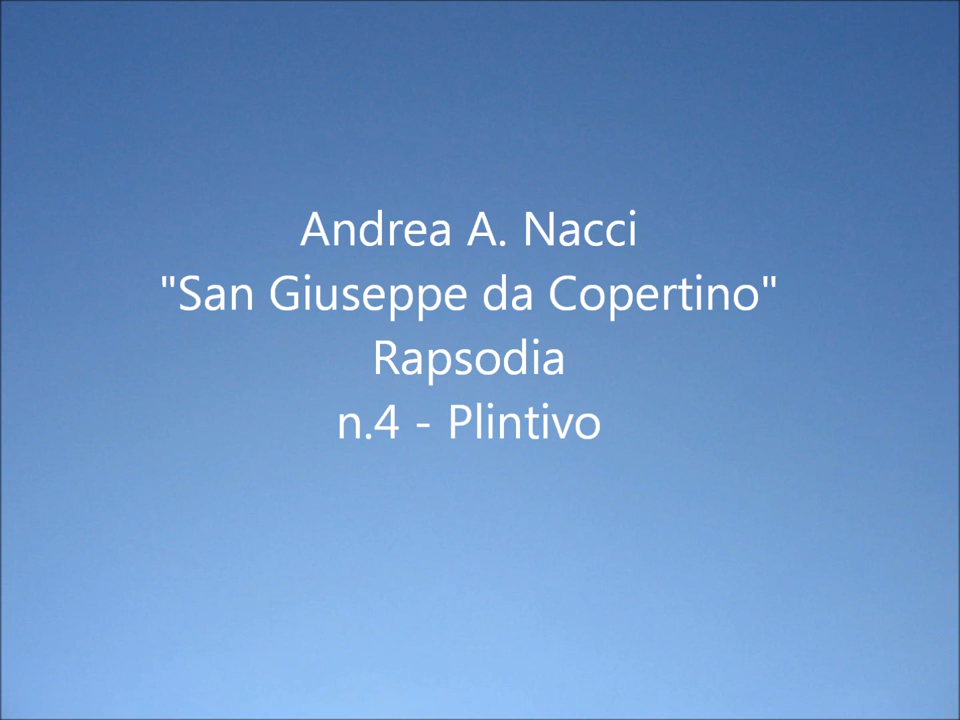 Andrea A. Nacci
"San Giuseppe da Copertino"
Rapsodia
n.4 - Plintivo